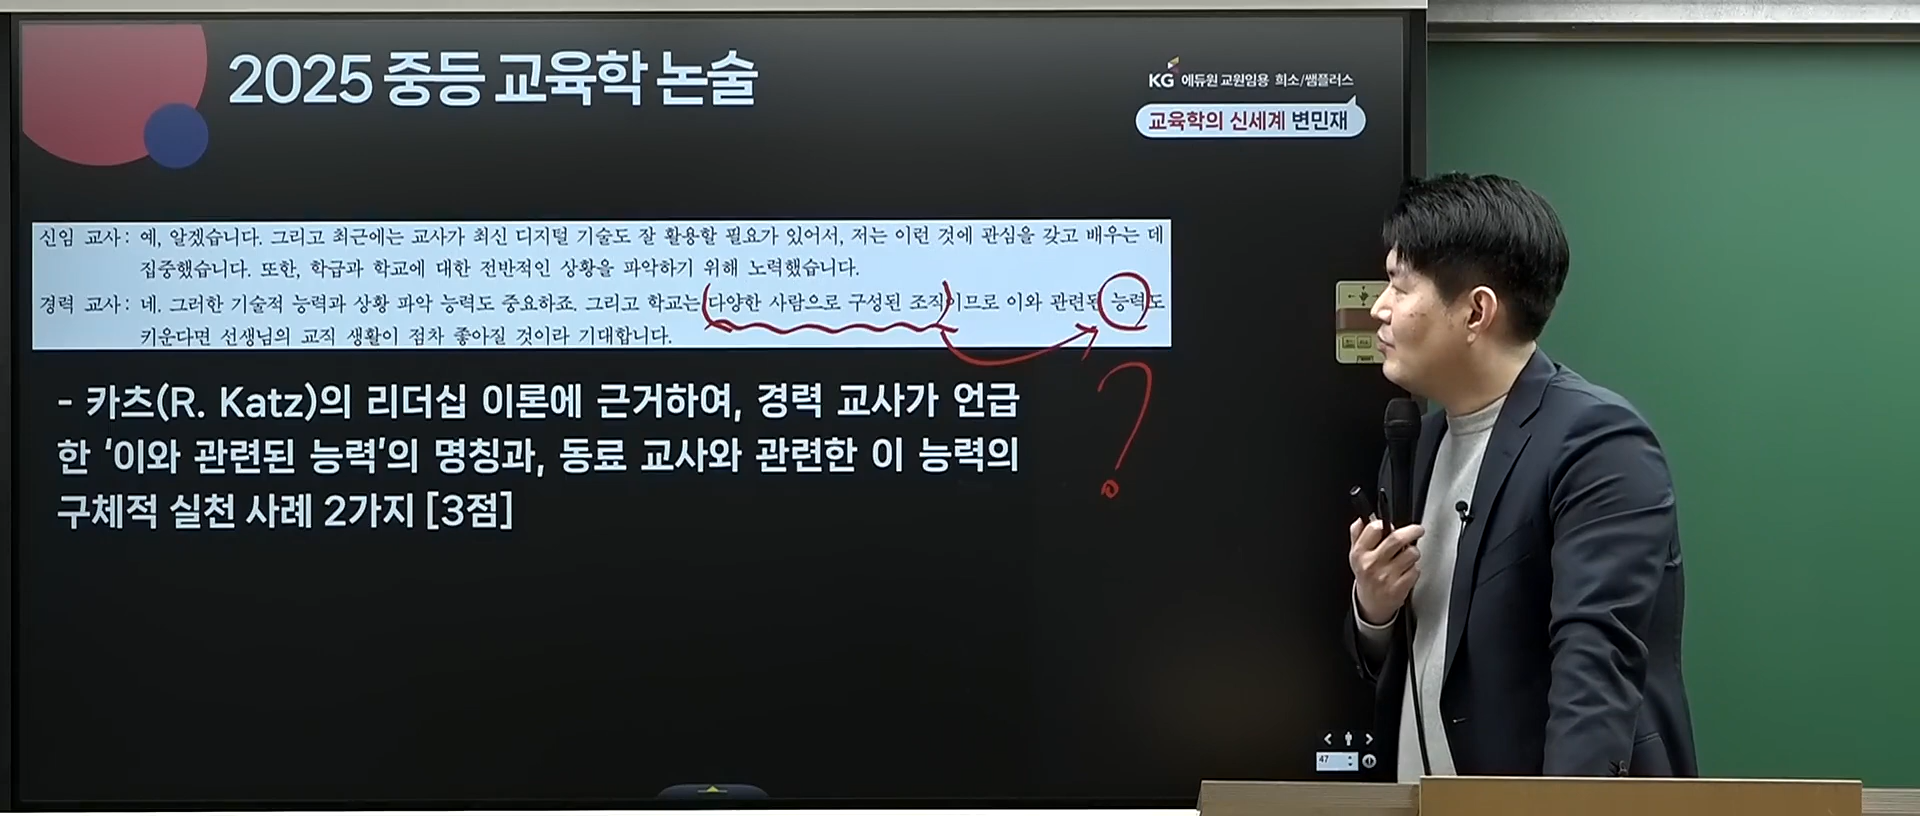 2025 중등 교육학 논술
KG 에듀원 교원임용 희소/쌤플러스
교육학의 신세계 변민재
신임 교사: 예, 알겠습니다. 그리고 최근에는 교사가 최신 디지털 기술도 잘 활용할 필요가 있어서, 저는 이런 것에 관심을 갖고 배우는 데
집중했습니다. 또한, 학급과 학교에 대한 전반적인 상황을 파악하기 위해 노력했습니다.
경력 교사: 네. 그러한 기술적 능력과 상황 파악 능력도 중요하죠. 그리고 학교는 다양한 사람으로 구성된 조직이므로 이와 관련된 능력도
키운다면 선생님의 교직 생활이 점차 좋아질 것이라 기대합니다.
?
- 카츠(R. Katz)의 리더십 이론에 근거하여, 경력 교사가 언급
한 ‘이와 관련된 능력’의 명칭과, 동료 교사와 관련한 이 능력의
구체적 실천 사례 2가지 [3점]
47